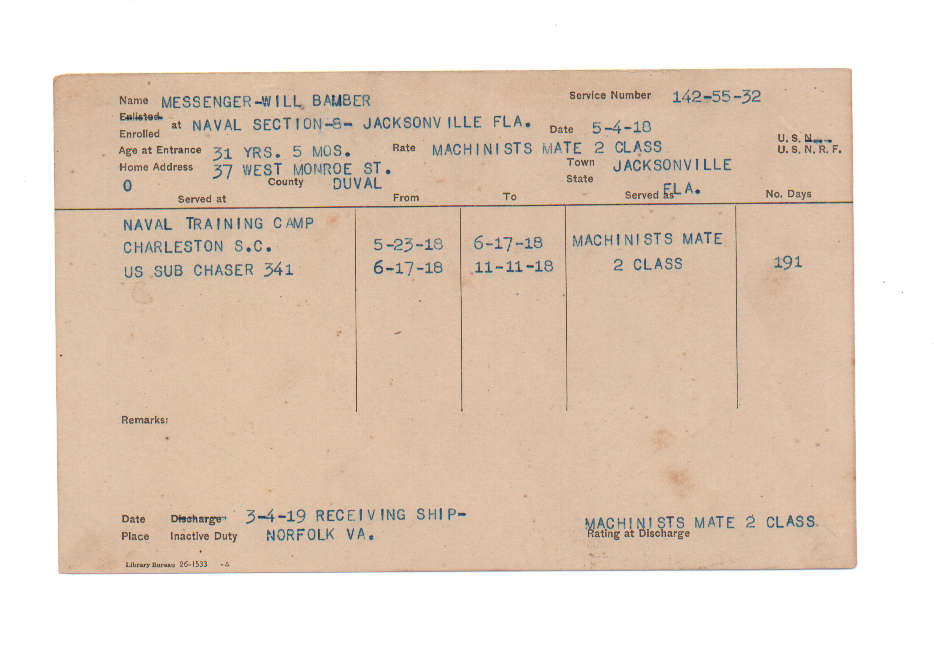 Name MESSENGER-WILL BAMBER Service Number 142-55-32
Enlisted
Enrolled at NAVAL SECTION-8- JACKSONVILLE FLA. Date 5-4-18 U. S. N.
Age at Entrance 31 YRS. 5 MOS. Rate MACHINISTS MATE 2 CLASS U. S. N. R. F.
Home Address 37 WEST MONROE ST. Town JACKSONVILLE
O County DUVAL State FLA.
Served at From To Served as No. Days
NAVAL TRAINING CAMP
CHARLESTON S.C. 5-23-18 6-17-18 MACHINISTS MATE
US SUB CHASER 341 6-17-18 11-11-18 2 CLASS 191
Remarks:
Date Discharge 3-4-19 RECEIVING SHIP- MACHINISTS MATE 2 CLASS
Place Inactive Duty NORFOLK VA. Rating at Discharge
Library Bureau 26-1533 -A